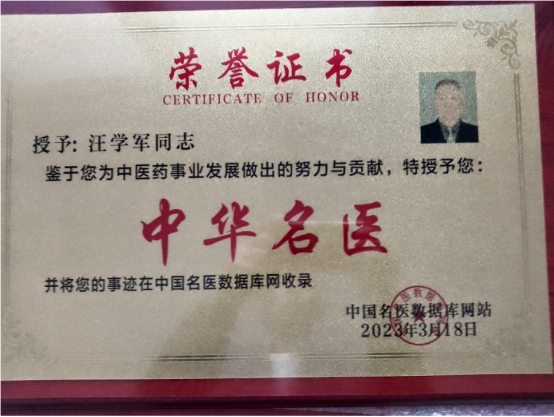 荣誉证书
CERTIFICATE OF HONOR
授予: 汪学军同志
鉴于您为中医药事业发展做出的努力与贡献，特授予您：
中华名医
并将您的事迹在中国名医数据库网收录
中国名医数据库网站
2023年3月18日